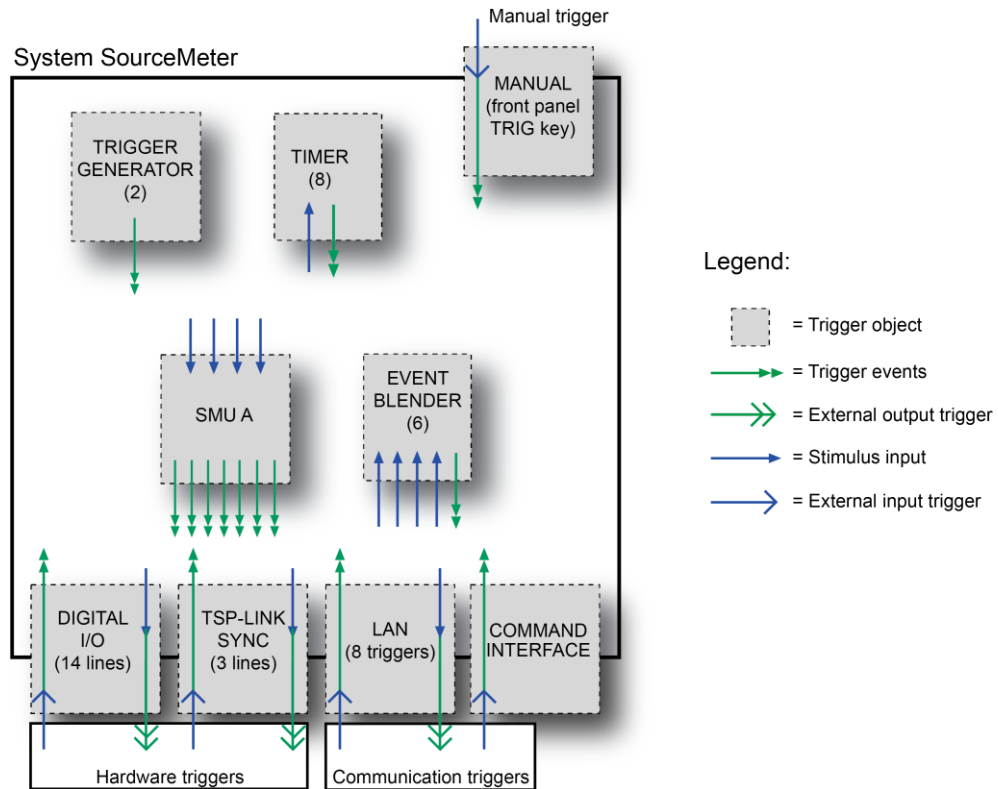 Manual trigger
System SourceMeter
MANUAL
(front panel
TRIG key)
TRIGGER
GENERATOR
(2)
TIMER
(8)
Legend:
= Trigger object
= Trigger events
= External output trigger
= Stimulus input
= External input trigger
SMU A
EVENT
BLENDER
(6)
DIGITAL
I/O
(14 lines)
TSP-LINK
SYNC
(3 lines)
LAN
(8 triggers)
COMMAND
INTERFACE
Hardware triggers
Communication triggers